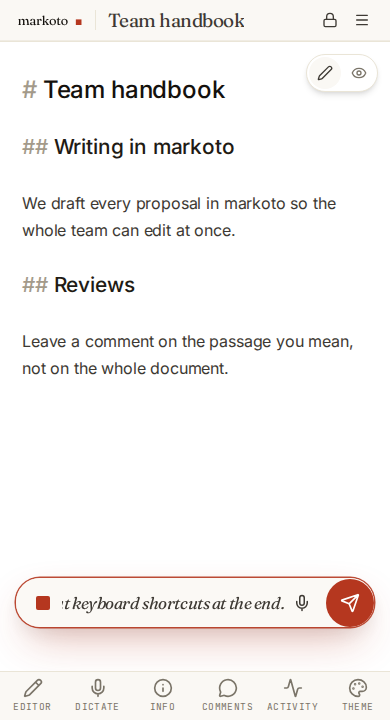 markoto
Team handbook
# Team handbook
## Writing in markoto
We draft every proposal in markoto so the
whole team can edit at once.
## Reviews
Leave a comment on the passage you mean,
not on the whole document.
keyboard shortcuts at the end.
EDITOR
DICTATE
INFO
COMMENTS
ACTIVITY
THEME